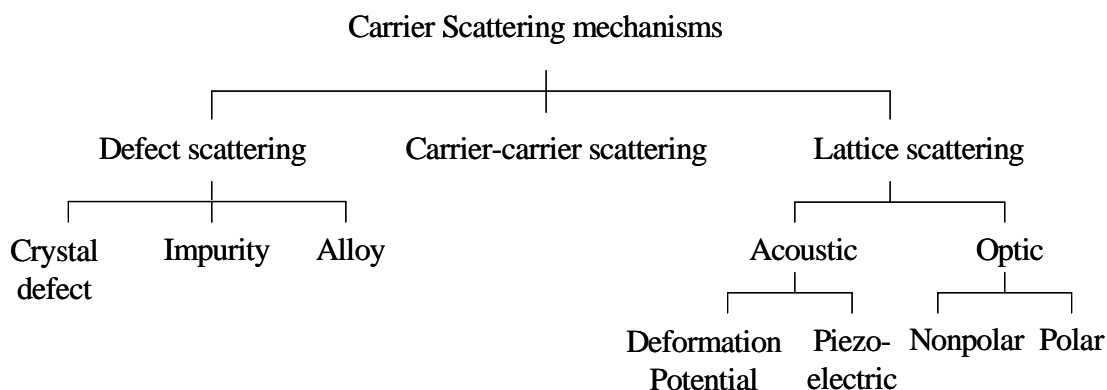 Carrier Scattering mechanisms
Defect scattering
Carrier-carrier scattering
Lattice scattering
Crystal
defect
Impurity
Alloy
Acoustic
Optic
Deformation
Potential
Piezo-
electric
Nonpolar
Polar